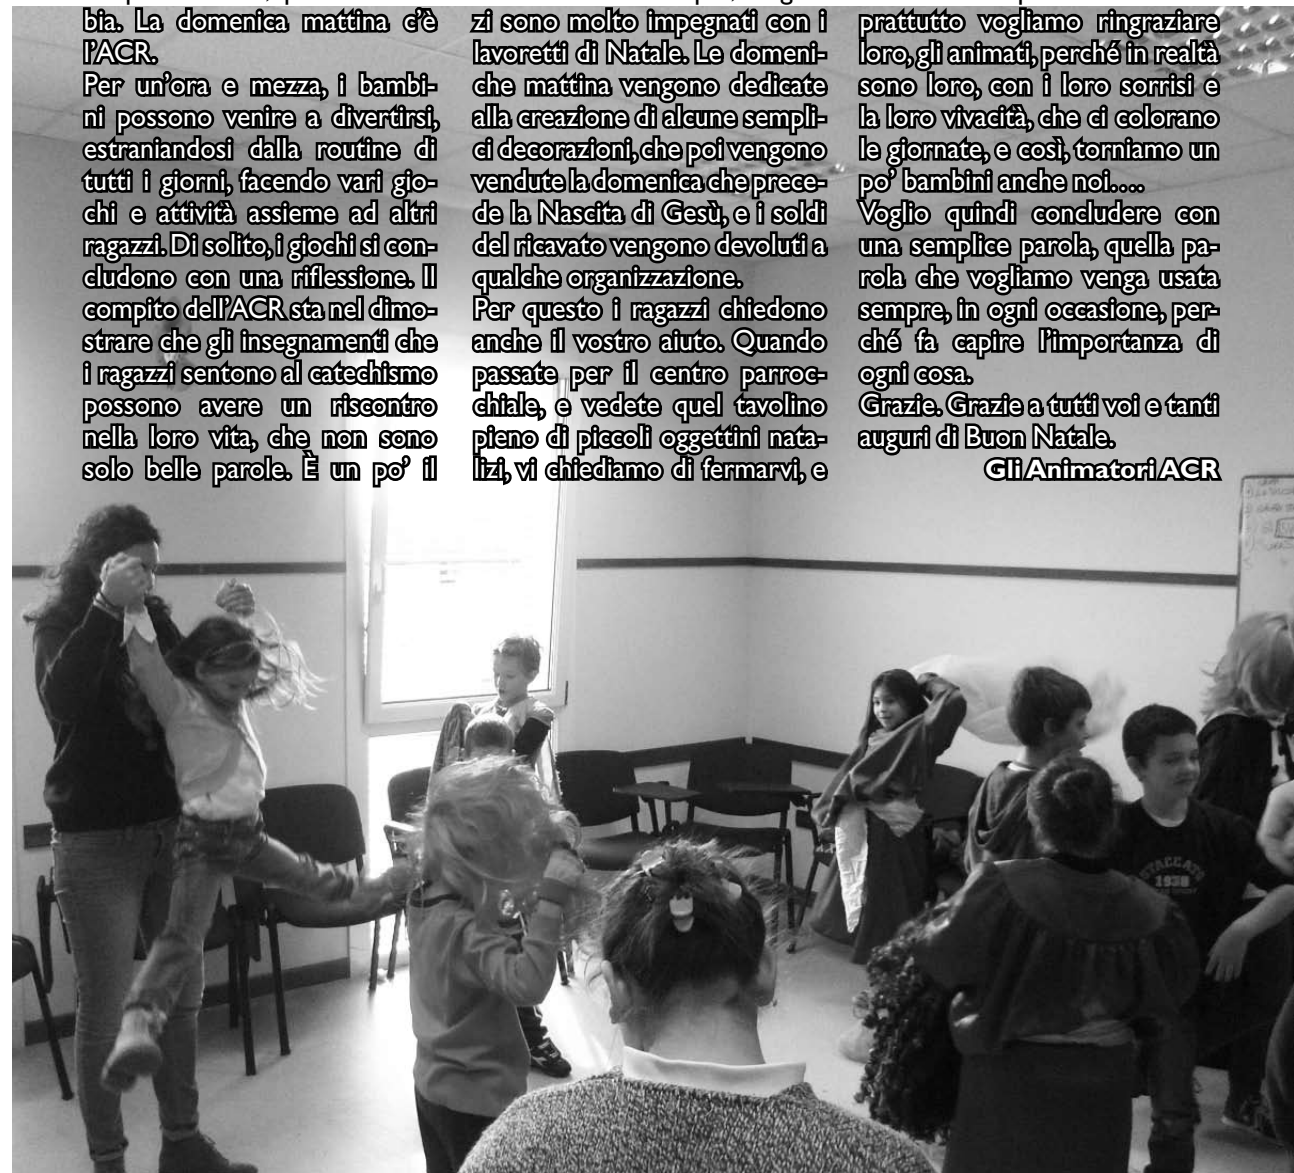 bia. La domenica mattina c'è
l'ACR.
Per un'ora e mezza, i bambi-
ni possono venire a divertirsi,
estraniandosi dalla routine di
tutti i giorni, facendo vari gio-
chi e attività assieme ad altri
ragazzi. Di solito, i giochi si con-
cludono con una riflessione. Il
compito dell'ACR sta nel dimo-
strare che gli insegnamenti che
i ragazzi sentono al catechismo
possono avere un riscontro
nella loro vita, che non sono
solo belle parole. È un po' il
zi sono molto impegnati con i
lavoretti di Natale. Le domeni-
che mattina vengono dedicate
alla creazione di alcune sempli-
ci decorazioni, che poi vengono
vendute la domenica che prece-
de la Nascita di Gesù, e i soldi
del ricavato vengono devoluti a
qualche organizzazione.
Per questo i ragazzi chiedono
anche il vostro aiuto. Quando
passate per il centro parroc-
chiale, e vedete quel tavolino
pieno di piccoli oggettini nata-
lizi, vi chiediamo di fermarvi, e
prattutto vogliamo ringraziare
loro, gli animati, perché in realtà
sono loro, con i loro sorrisi e
la loro vivacità, che ci colorano
le giornate, e così, torniamo un
po' bambini anche noi....
Voglio quindi concludere con
una semplice parola, quella pa-
rola che vogliamo venga usata
sempre, in ogni occasione, per-
ché fa capire l'importanza di
ogni cosa.
Grazie. Grazie a tutti voi e tanti
auguri di Buon Natale.
Gli Animatori ACR
STACCATO
1938